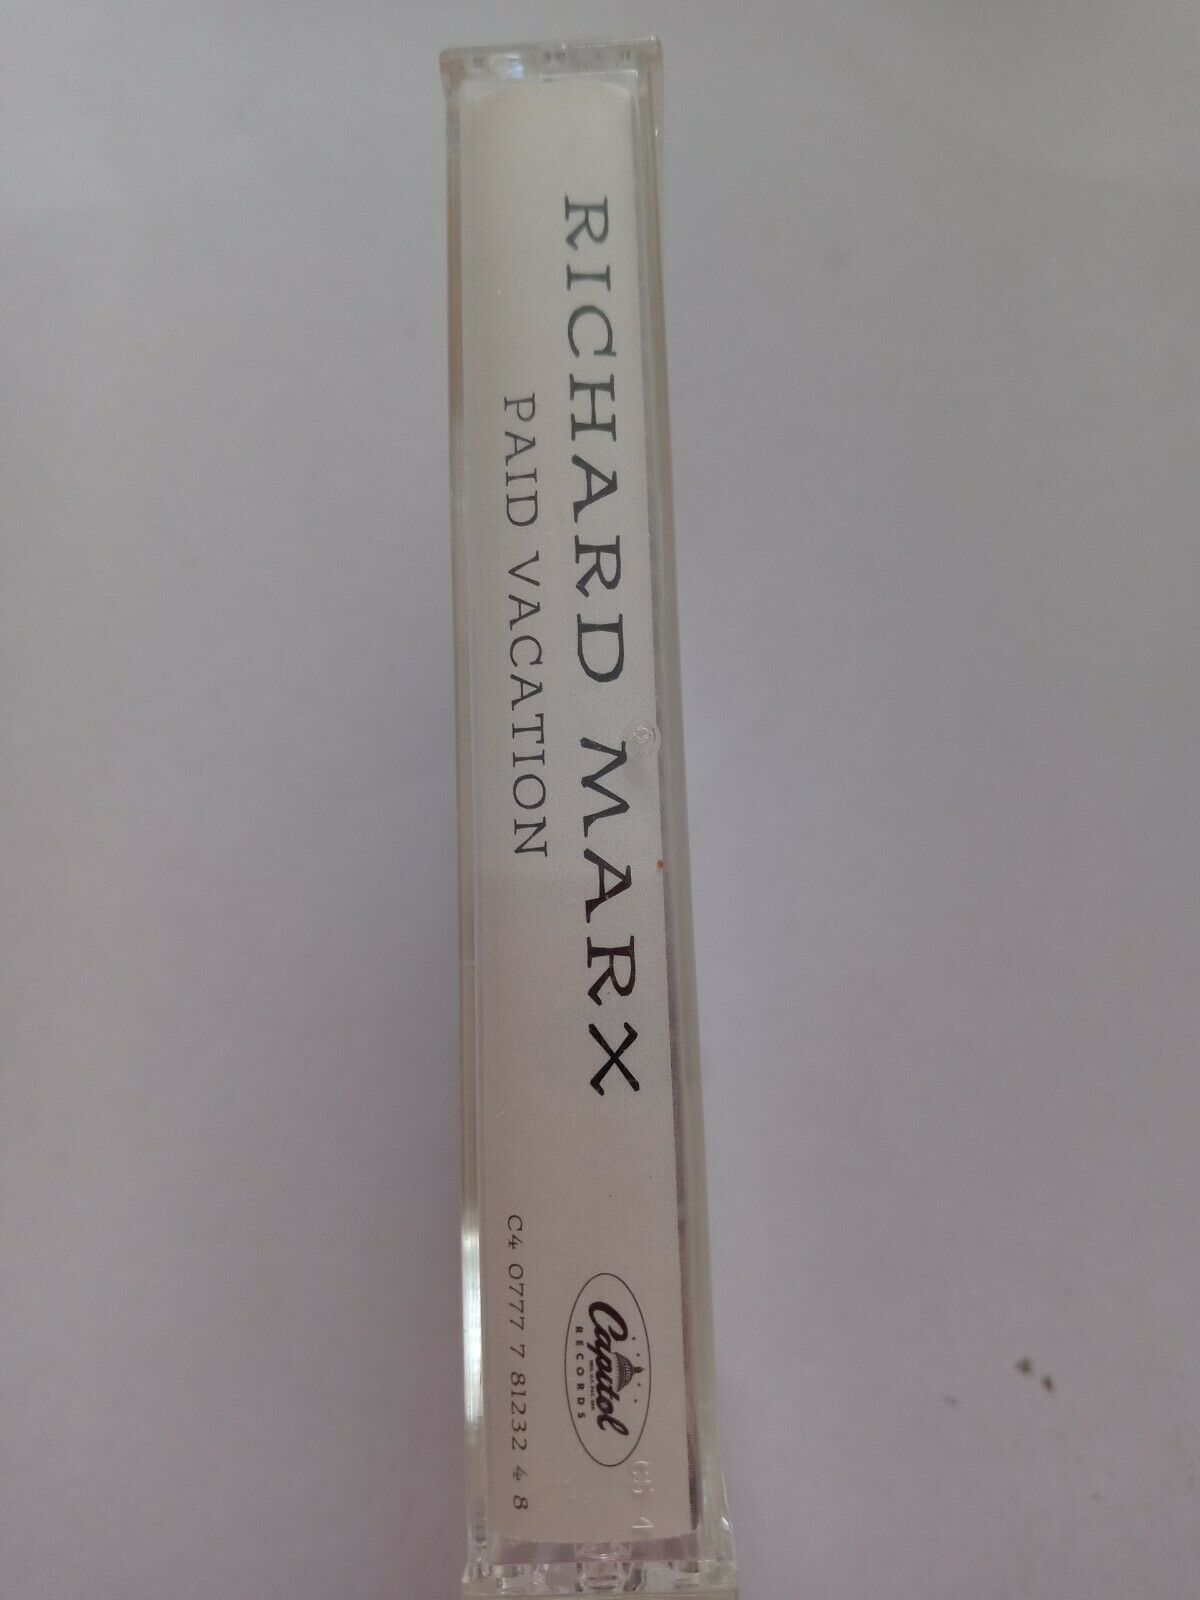 RICHARD MARX
PAID VACATION
Capitol
RECORDS
C4 0777 7 81232 4 8